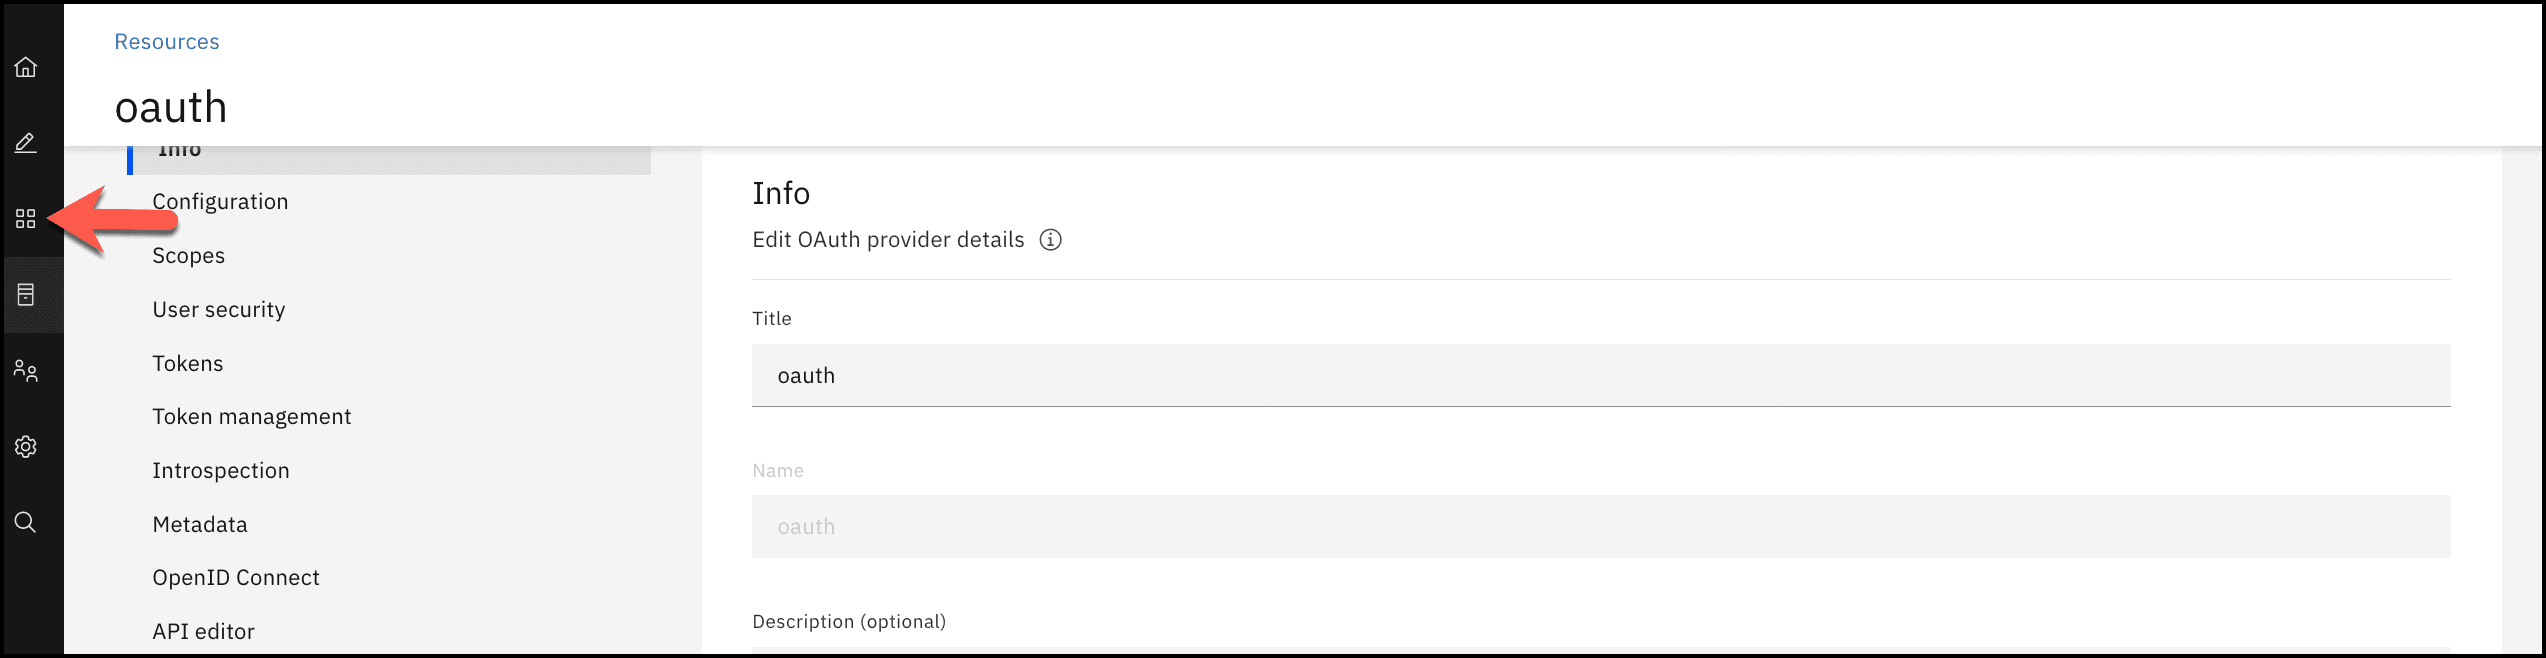 Resources
oauth
Info
Configuration
Scopes
User security
Tokens
Token management
Introspection
Metadata
OpenID Connect
API editor
Info
Edit OAuth provider details
Title
oauth
Name
oauth
Description (optional)